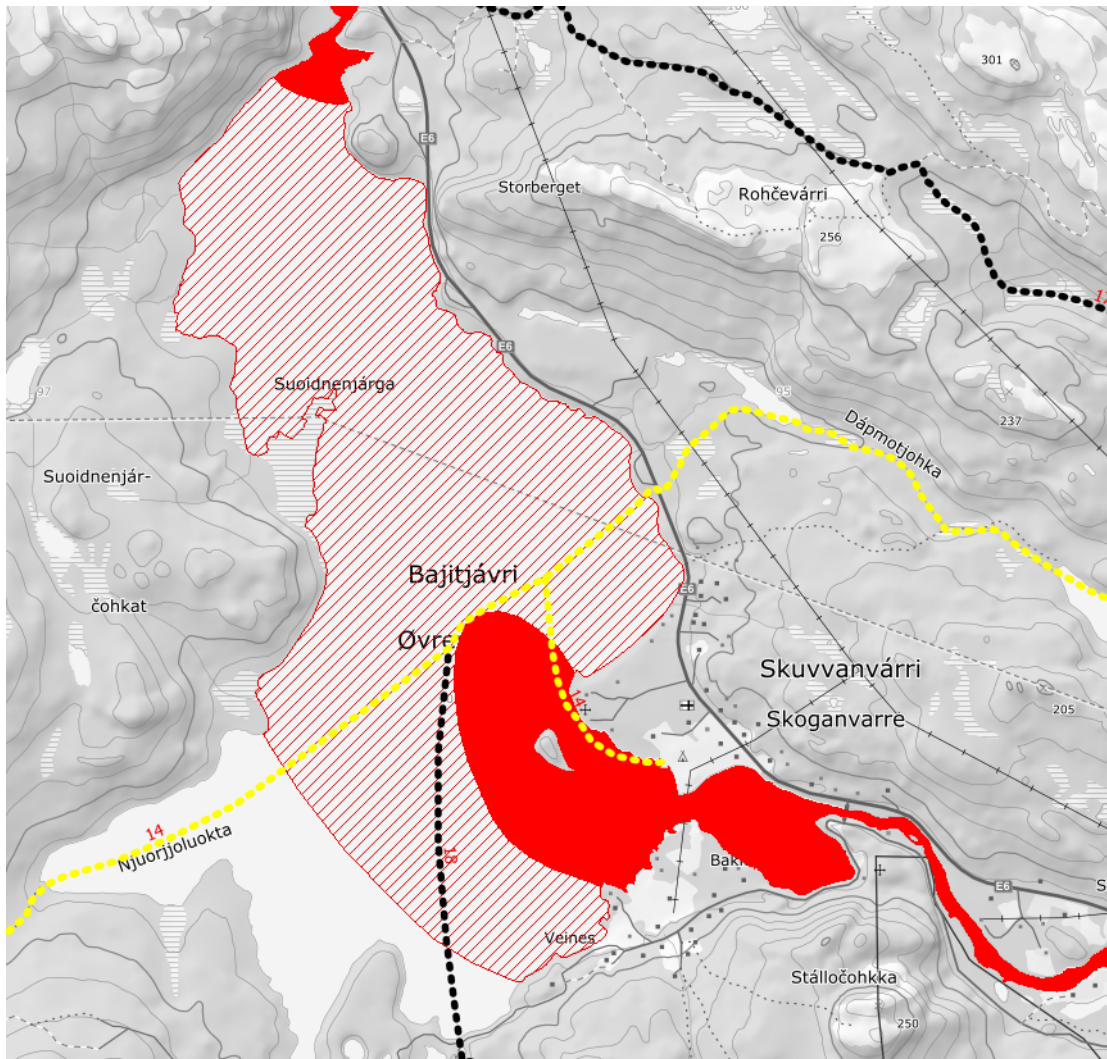 301
E6
Storberget
Rohčevárri
256
E6
97
Suoidnenjárga
95
237
Dápmotjohka
Suoidnenjár-
Bajitjávri
E6
čohkat
Øvre
Skuvvanvárri
14
205
Skoganvarre
14
Njuorjjoluokta
18
E6
Veines
Stálločohkka
250